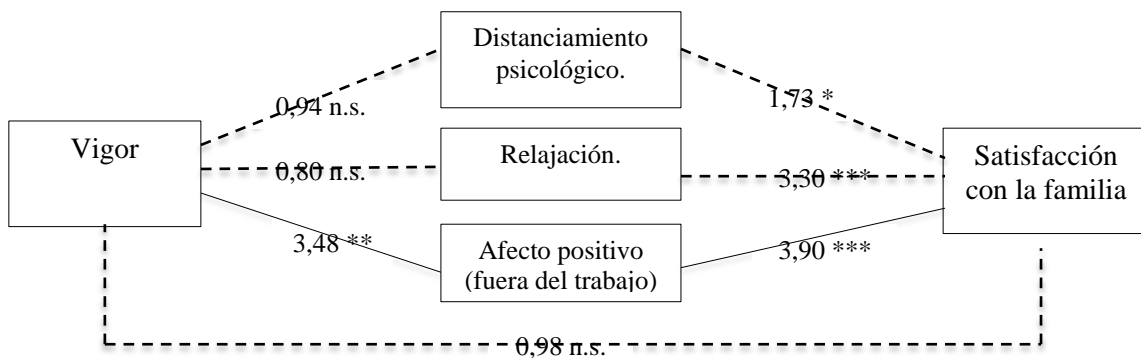 Distanciamiento
psicológico.
0,94 n.s.
1,73 *
Vigor
Relajación.
Satisfacción
con la familia
0,80 n.s.
3,30 ***
3,48 **
Afecto positivo
(fuera del trabajo)
3,90 ***
0,98 n.s.